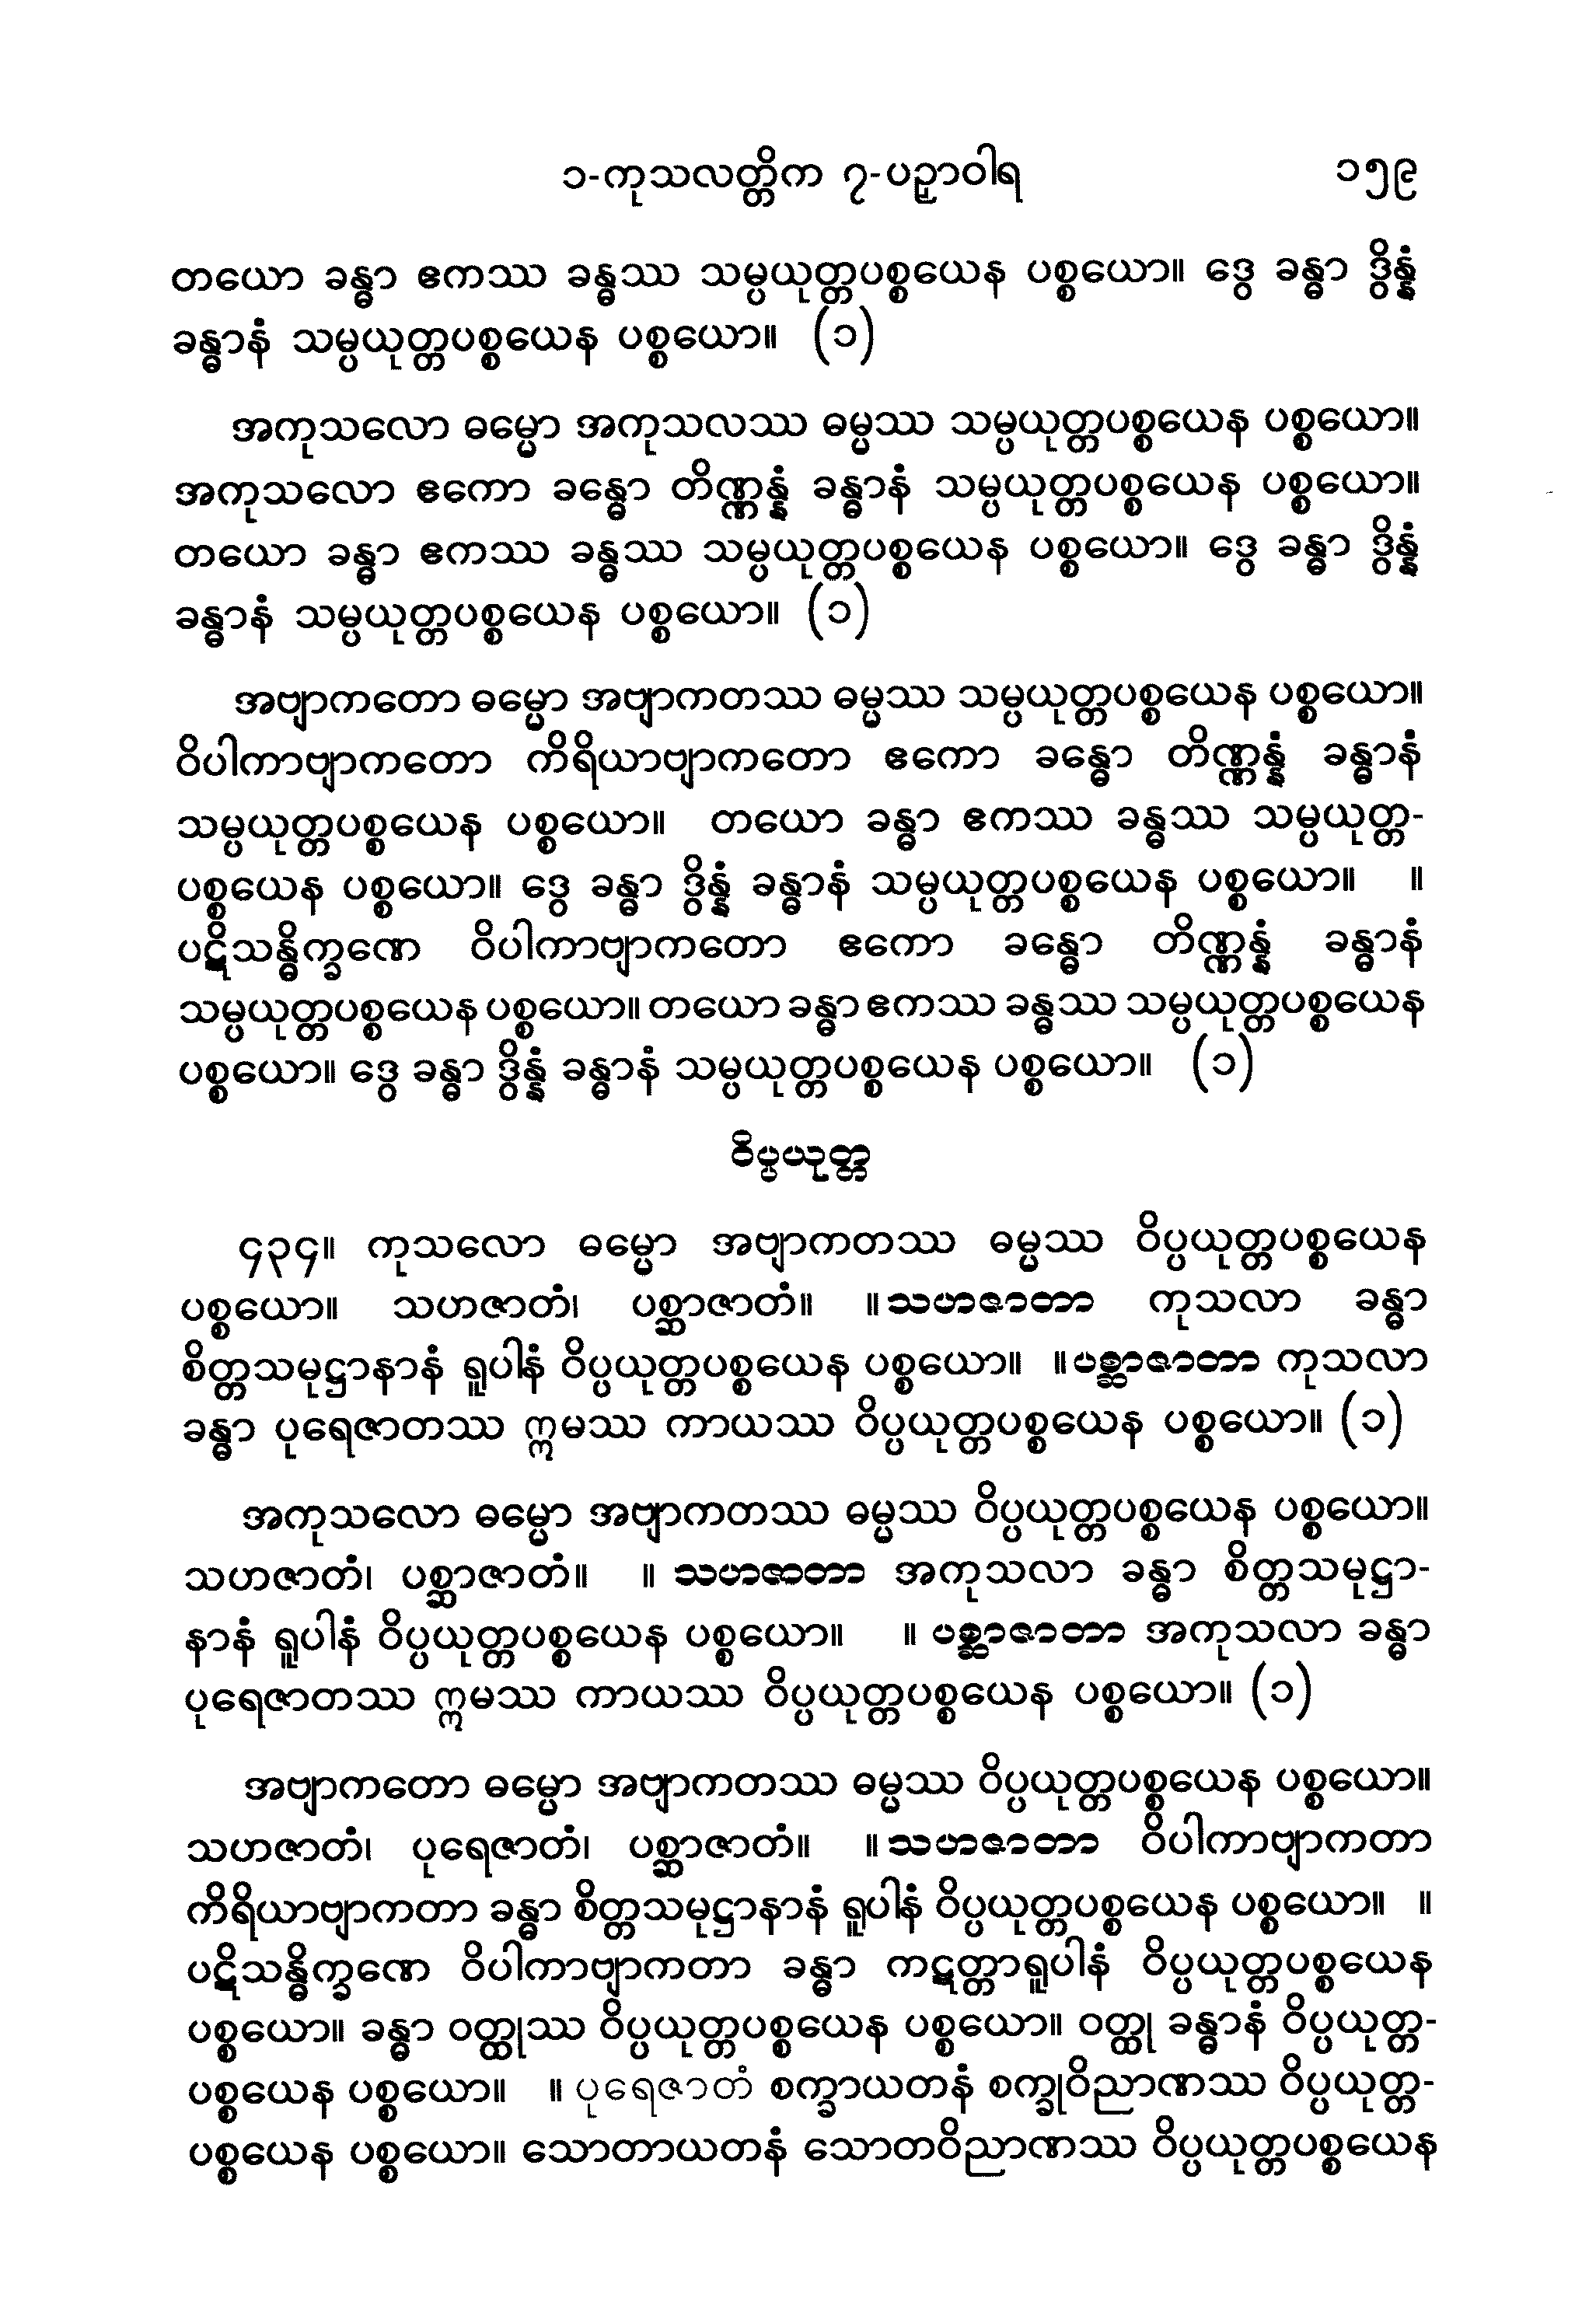 ၁-ကုသလတ္တိက ၇-ပဉှာဝါရ ၁၅၉
တယော ခန္ဓာ ဧကဿ ခန္ဓဿ သမ္ပယုတ္တပစ္စယေန ပစ္စယော။ ဒွေ ခန္ဓာ ဒွိန္နံ
ခန္ဓာနံ သမ္ပယုတ္တပစ္စယေန ပစ္စယော။ (၁)
အကုသလော ဓမ္မော အကုသလဿ ဓမ္မဿ သမ္ပယုတ္တပစ္စယေန ပစ္စယော။
အကုသလော ဧကော ခန္ဓော တိဏ္ဏန္နံ ခန္ဓာနံ သမ္ပယုတ္တပစ္စယေန ပစ္စယော။
တယော ခန္ဓာ ဧကဿ ခန္ဓဿ သမ္ပယုတ္တပစ္စယေန ပစ္စယော။ ဒွေ ခန္ဓာ ဒွိန္နံ
ခန္ဓာနံ သမ္ပယုတ္တပစ္စယေန ပစ္စယော။ (၁)
အဗျာကတော ဓမ္မော အဗျာကတဿ ဓမ္မဿ သမ္ပယုတ္တပစ္စယေန ပစ္စယော။
ဝိပါကာဗျာကတော ကိရိယာဗျာကတော ဧကော ခန္ဓော တိဏ္ဏန္နံ ခန္ဓာနံ
သမ္ပယုတ္တပစ္စယေန ပစ္စယော။ တယော ခန္ဓာ ဧကဿ ခန္ဓဿ သမ္ပယုတ္တ-
ပစ္စယေန ပစ္စယော။ ဒွေ ခန္ဓာ ဒွိန္နံ ခန္ဓာနံ သမ္ပယုတ္တပစ္စယေန ပစ္စယော။ ။
ပဋိသန္ဓိက္ခဏေ ဝိပါကာဗျာကတော ဧကော ခန္ဓော တိဏ္ဏန္နံ ခန္ဓာနံ
သမ္ပယုတ္တပစ္စယေန ပစ္စယော။ တယော ခန္ဓာ ဧကဿ ခန္ဓဿ သမ္ပယုတ္တပစ္စယေန
ပစ္စယော။ ဒွေ ခန္ဓာ ဒွိန္နံ ခန္ဓာနံ သမ္ပယုတ္တပစ္စယေန ပစ္စယော။ (၁)
ဝိပ္ပယုတ္တ
၄၃၄။ ကုသလော ဓမ္မော အဗျာကတဿ ဓမ္မဿ ဝိပ္ပယုတ္တပစ္စယေန
ပစ္စယော။ သဟဇာတံ၊ ပစ္ဆာဇာတံ။ ။ သဟဇာတာ ကုသလာ ခန္ဓာ
စိတ္တသမုဋ္ဌာနာနံ ရူပါနံ ဝိပ္ပယုတ္တပစ္စယေန ပစ္စယော။ ။ ပစ္ဆာဇာတာ ကုသလာ
ခန္ဓာ ပုရေဇာတဿ ဣမဿ ကာယဿ ဝိပ္ပယုတ္တပစ္စယေန ပစ္စယော။ (၁)
အကုသလော ဓမ္မော အဗျာကတဿ ဓမ္မဿ ဝိပ္ပယုတ္တပစ္စယေန ပစ္စယော။
သဟဇာတံ၊ ပစ္ဆာဇာတံ။ ။ သဟဇာတာ အကုသလာ ခန္ဓာ စိတ္တသမုဋ္ဌာ-
နာနံ ရူပါနံ ဝိပ္ပယုတ္တပစ္စယေန ပစ္စယော။ ။ ပစ္ဆာဇာတာ အကုသလာ ခန္ဓာ
ပုရေဇာတဿ ဣမဿ ကာယဿ ဝိပ္ပယုတ္တပစ္စယေန ပစ္စယော။ (၁)
အဗျာကတော ဓမ္မော အဗျာကတဿ ဓမ္မဿ ဝိပ္ပယုတ္တပစ္စယေန ပစ္စယော။
သဟဇာတံ၊ ပုရေဇာတံ၊ ပစ္ဆာဇာတံ။ ။ သဟဇာတာ ဝိပါကာဗျာကတာ
ကိရိယာဗျာကတာ ခန္ဓာ စိတ္တသမုဋ္ဌာနာနံ ရူပါနံ ဝိပ္ပယုတ္တပစ္စယေန ပစ္စယော။ ။
ပဋိသန္ဓိက္ခဏေ ဝိပါကာဗျာကတာ ခန္ဓာ ကဋတ္တာရူပါနံ ဝိပ္ပယုတ္တပစ္စယေန
ပစ္စယော။ ခန္ဓာ ဝတ္ထုဿ ဝိပ္ပယုတ္တပစ္စယေန ပစ္စယော။ ဝတ္ထု ခန္ဓာနံ ဝိပ္ပယုတ္တ-
ပစ္စယေန ပစ္စယော။ ။ ပုရေဇာတံ စက္ခာယတနံ စက္ခုဝိညာဏဿ ဝိပ္ပယုတ္တ-
ပစ္စယေန ပစ္စယော။ သောတာယတနံ သောတဝိညာဏဿ ဝိပ္ပယုတ္တပစ္စယေန